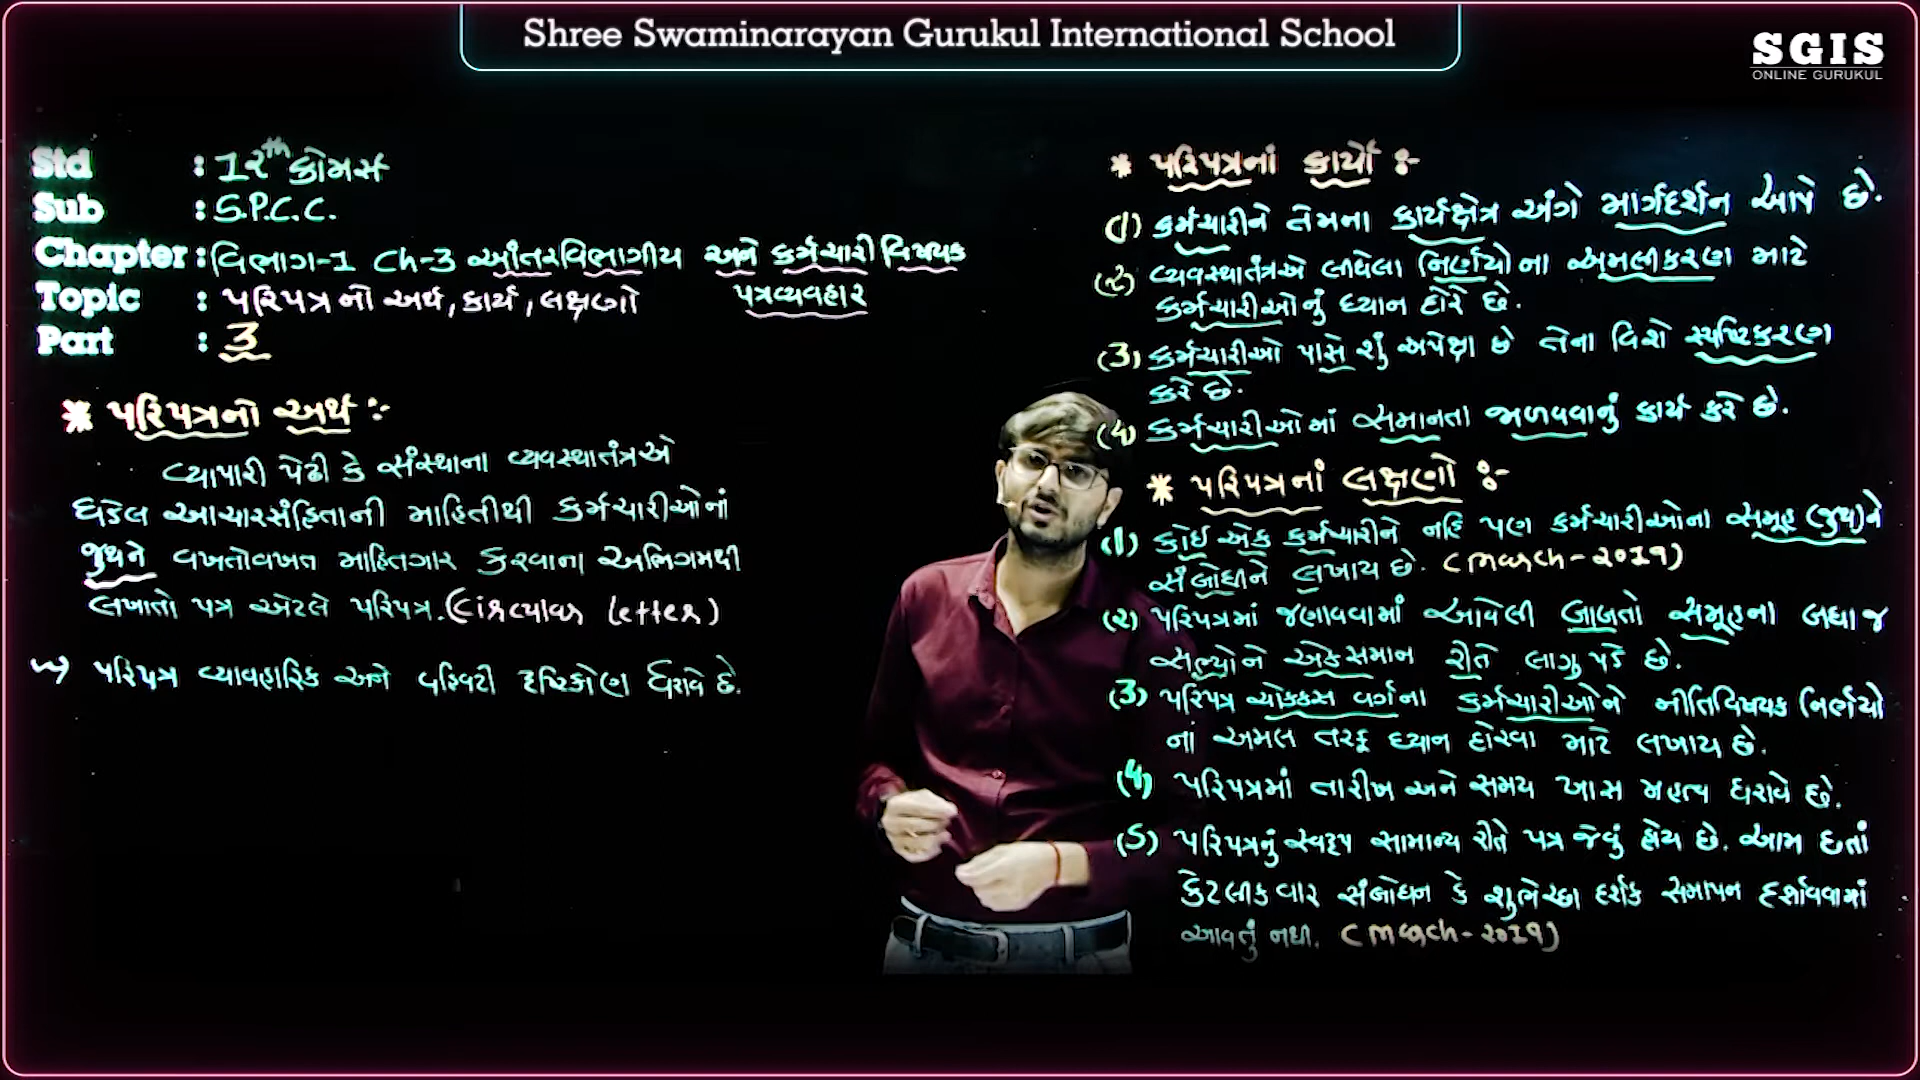 Shree Swaminarayan Gurukul International School
SGIS
ONLINE GURUKUL
Std : 12th કોમર્સ
Sub : S.P.C.C.
Chapter : વિભાગ-1 Ch-3 આંતરવિભાગીય અને કર્મચારી વિષયક
પત્રવ્યવહાર
Topic : પરિપત્રનો અર્થ, કાર્ય, લક્ષણો
Part : 3
* પરિપત્રનો અર્થ :-
વ્યાપારી પેઢી કે સંસ્થાના વ્યવસ્થાતંત્રએ
ઘડેલ આચારસંહિતાની માહિતીથી કર્મચારીઓનાં
જુથને વખતોવખત માહિતગાર કરવાના અભિગમથી
લખાતો પત્ર એટલે પરિપત્ર. (letter)
પરિપત્ર વ્યાવહારિક અને વહિવટી દ્રષ્ટિકોણ ધરાવે છે.
* પરિપત્રનાં કાર્યો :-
(1) કર્મચારીને તેમના કાર્યક્ષેત્ર અંગે માર્ગદર્શન આપે છે.
(૨) વ્યવસ્થાતંત્રએ લીધેલા નિર્ણયોના અમલીકરણ માટે
કર્મચારીઓનું ધ્યાન દોરે છે.
(3) કર્મચારીઓ પાસે શું અપેક્ષા છે તેના વિશે સ્પષ્ટિકરણ
કરે છે.
(4) કર્મચારીઓમાં સમાનતા જાળવવાનું કાર્ય કરે છે.
* પરિપત્રનાં લક્ષણો :-
(1) કોઈ એક કર્મચારીને નહિ પણ કર્મચારીઓના સમૂહ (જુથ)ને
સંબોધીને લખાય છે. (March-2019)
(૨) પરિપત્રમાં જણાવવામાં આવેલી બાબતો સમૂહના બધા જ
સભ્યોને એકસમાન રીતે લાગુ પડે છે.
(3) પરિપત્ર ચોક્કસ વર્ગના કર્મચારીઓને નીતિવિષયક નિર્ણયો
નાં અમલ તરફ ધ્યાન દોરવા માટે લખાય છે.
(4) પરિપત્રમાં તારીખ અને સમય ખાસ મહત્વ ધરાવે છે.
(5) પરિપત્રનું સ્વરૂપ સામાન્ય રીતે પત્ર જેવું હોય છે. આમ છતાં
કેટલીકવાર સંબોધન કે શુભેચ્છા દર્શક સમાપન દર્શાવવામાં
આવતું નથી. (March-2019)